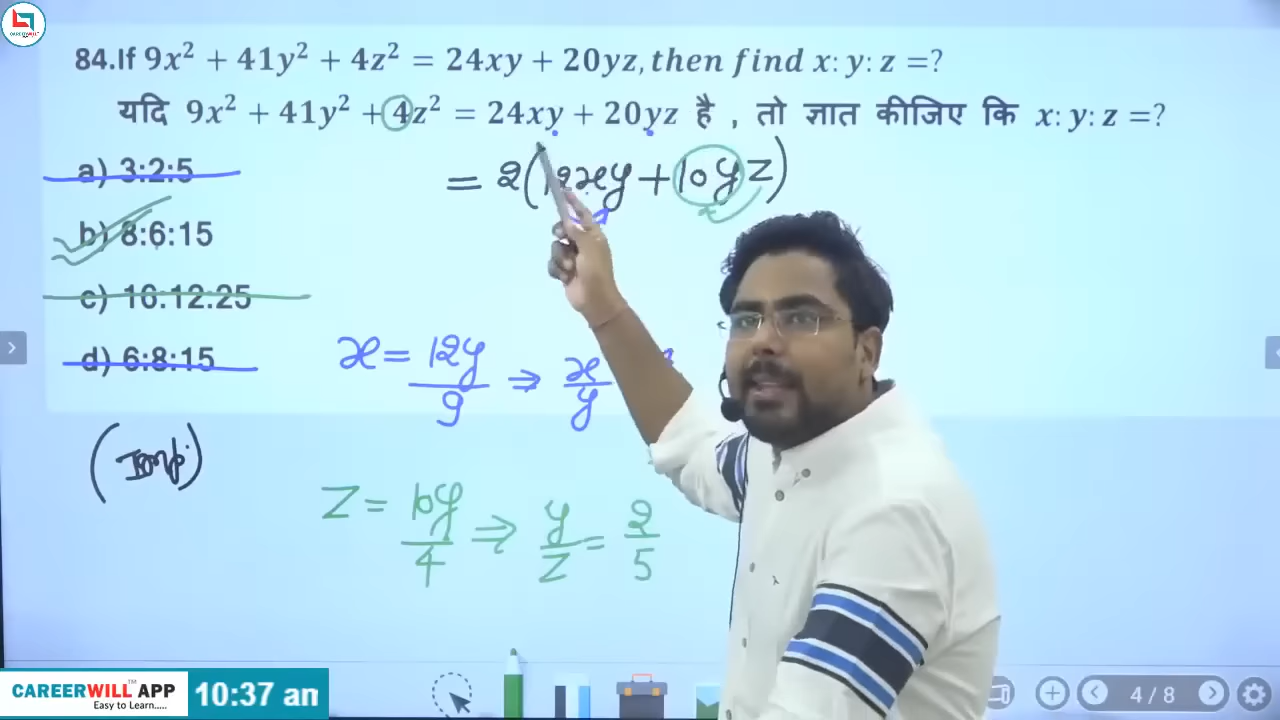 CAREERWILL
84.If 9x² + 41y² + 4z² = 24xy + 20yz, then find x: y: z =?
यदि 9x² + 41y² + 4z² = 24xy + 20yz है , तो ज्ञात कीजिए कि x: y: z =?
= 2(12xy + 10yz)
a) 3:2:5
b) 8:6:15
c) 16:12:25
d) 6:8:15
x = 12y/9 ⇒ x/y
(Imp.)
z = 10y/4 ⇒ y/z = 2/5
CAREERWILL APP
Easy to Learn.....
10:37 am
4 / 8